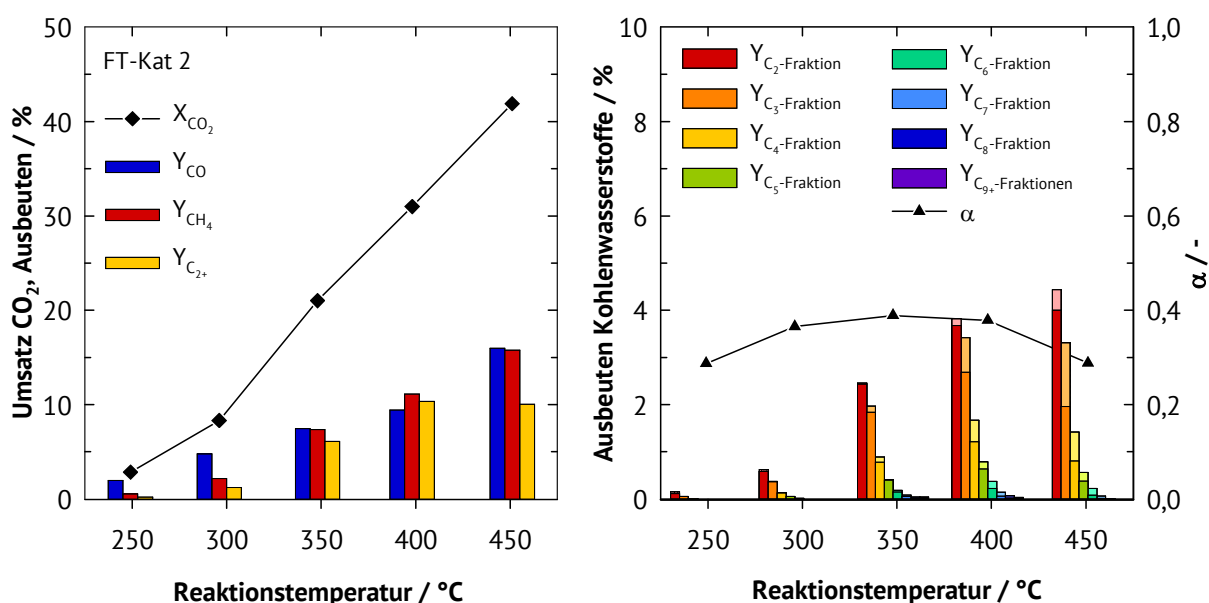 Umsatz CO₂, Ausbeuten / %
50
40
30
20
10
0
FT-Kat 2
X_CO₂
Y_CO
Y_CH₄
Y_C₂₊
250
300
350
400
450
Reaktionstemperatur / °C
Ausbeuten Kohlenwasserstoffe / %
10
8
6
4
2
0
Y_C₂-Fraktion
Y_C₃-Fraktion
Y_C₄-Fraktion
Y_C₅-Fraktion
Y_C₆-Fraktion
Y_C₇-Fraktion
Y_C₈-Fraktion
Y_C₉₊-Fraktionen
α
1,0
0,8
0,6
0,4
0,2
0,0
α / -
250
300
350
400
450
Reaktionstemperatur / °C